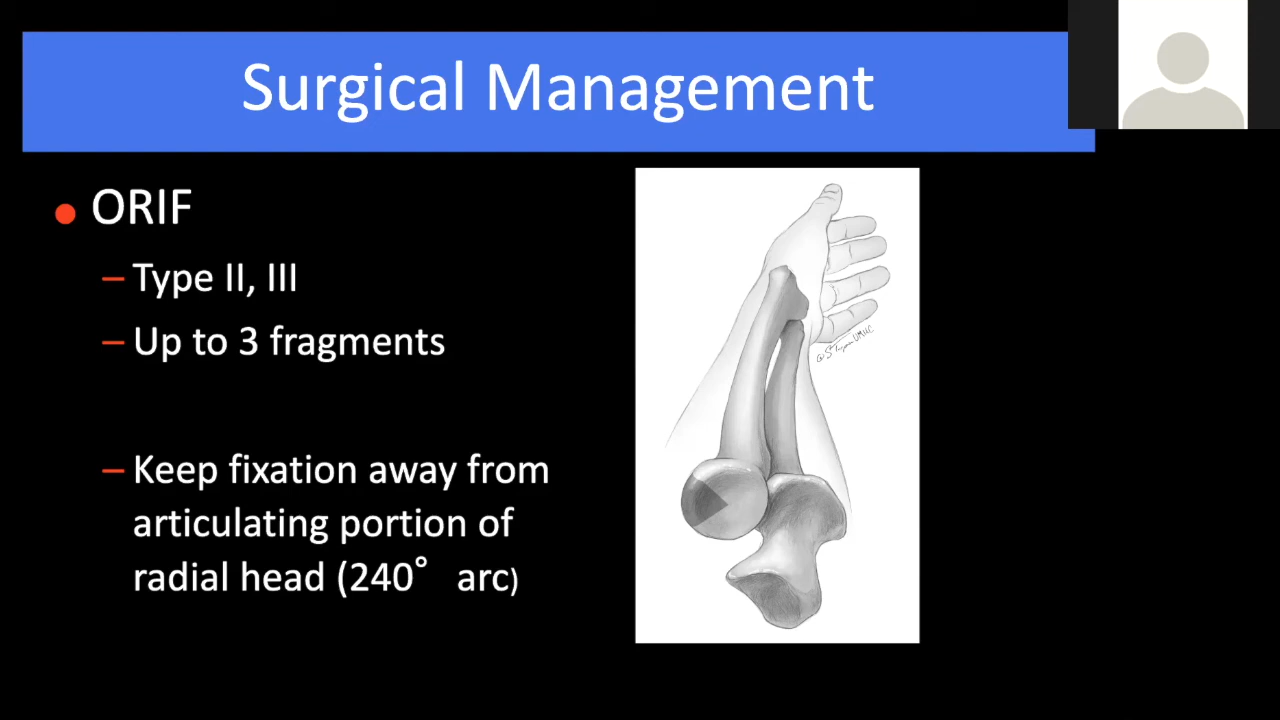 Surgical Management
• ORIF
– Type II, III
– Up to 3 fragments
– Keep fixation away from
articulating portion of
radial head (240° arc)